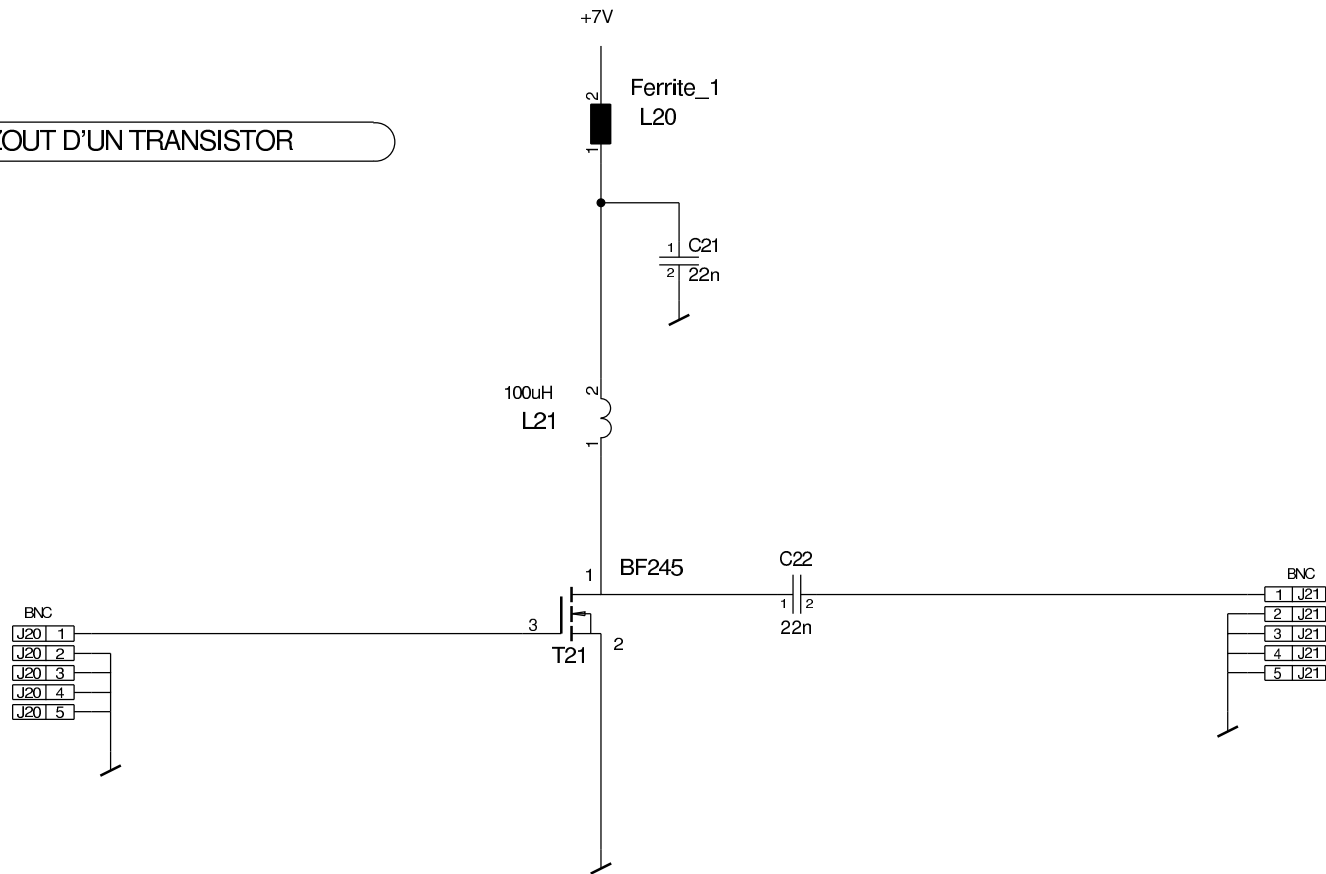 +7V
Ferrite_1
2
L20
OUT D'UN TRANSISTOR
1
1 C21
2 22n
100uH
2
L21
1
1 BF245
C22
1 2
22n
3
T21
2
BNC
J20 1
J20 2
J20 3
J20 4
J20 5
BNC
1 J21
2 J21
3 J21
4 J21
5 J21